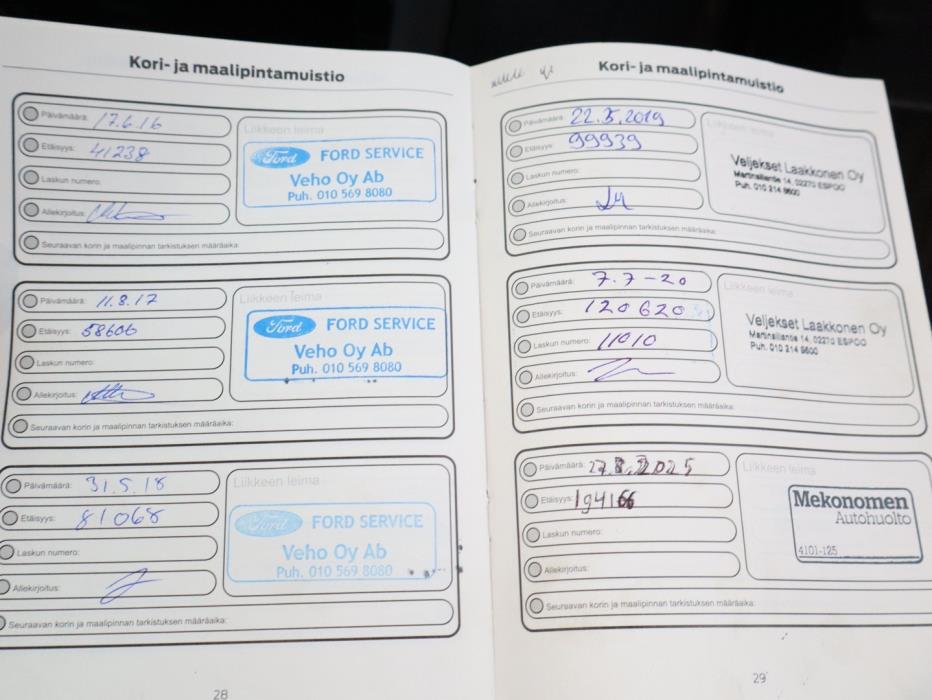 Kori- ja maalipintamuistio
Päivämäärä: 17.6.16
Etäisyys: 41238
Laskun numero:
Allekirjoitus:
Seuraavan korin ja maalipinnan tarkistuksen määräaika:
Liikkeen leima
Ford FORD SERVICE
Veho Oy Ab
Puh. 010 569 8080
Päivämäärä: 11.8.17
Etäisyys: 58606
Laskun numero:
Allekirjoitus:
Seuraavan korin ja maalipinnan tarkistuksen määräaika:
Liikkeen leima
Ford FORD SERVICE
Veho Oy Ab
Puh. 010 569 8080
Päivämäärä: 31.5.18
Etäisyys: 81068
Laskun numero:
Allekirjoitus:
Seuraavan korin ja maalipinnan tarkistuksen määräaika:
Liikkeen leima
Ford FORD SERVICE
Veho Oy Ab
Puh. 010 569 8080
28
Kori- ja maalipintamuistio
Päivämäärä: 22.5.2019
Etäisyys: 99939
Laskun numero:
Allekirjoitus:
Seuraavan korin ja maalipinnan tarkistuksen määräaika:
Liikkeen leima
Veljekset Laakkonen Oy
Martinsillantie 14, 02270 ESPOO
Puh. 010 214 8600
Päivämäärä: 7.7-20
Etäisyys: 120620
Laskun numero: 11010
Allekirjoitus:
Seuraavan korin ja maalipinnan tarkistuksen määräaika:
Liikkeen leima
Veljekset Laakkonen Oy
Martinsillantie 14, 02270 ESPOO
Puh. 010 214 8600
Päivämäärä: 27.8.2025
Etäisyys: 194166
Laskun numero:
Allekirjoitus:
Seuraavan korin ja maalipinnan tarkistuksen määräaika:
Liikkeen leima
Mekonomen
Autohuolto
4101-125
29